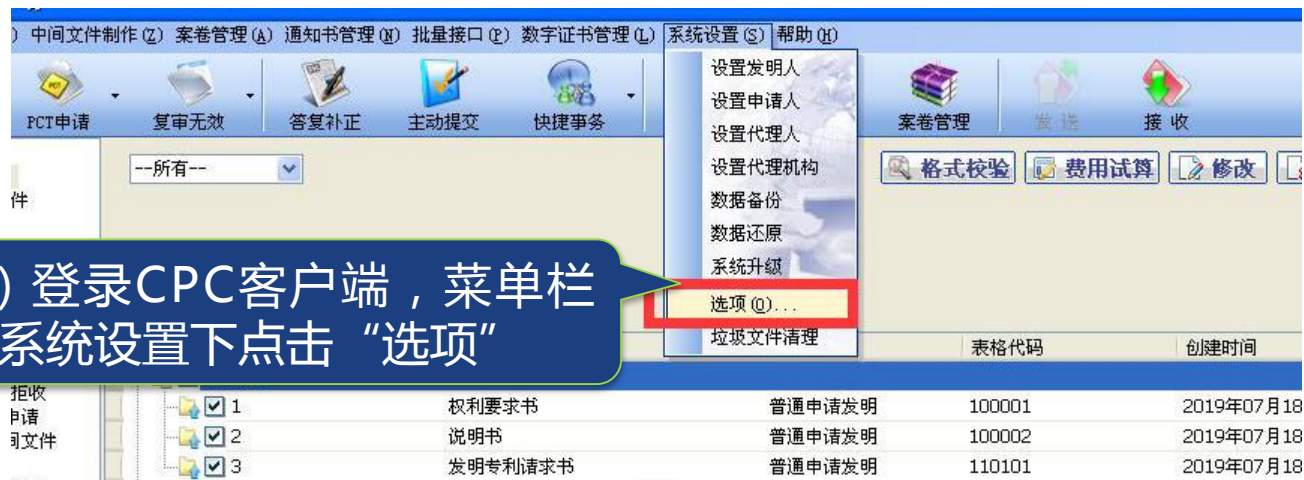 ) 中间文件制作(Z) 案卷管理(A) 通知书管理(N) 批量接口(P) 数字证书管理(L) 系统设置(S) 帮助(H)
PCT申请 复审无效 答复补正 主动提交 快捷事务 案卷管理 发送 接收
设置发明人
设置申请人
设置代理人
设置代理机构
数据备份
数据还原
系统升级
选项(O)...
垃圾文件清理
--所有-- 格式校验 费用试算 修改
件
) 登录CPC客户端，菜单栏
系统设置下点击“选项”
表格代码 创建时间
拒收
申请
间文件
1 权利要求书 普通申请发明 100001 2019年07月18
2 说明书 普通申请发明 100002 2019年07月18
3 发明专利请求书 普通申请发明 110101 2019年07月18